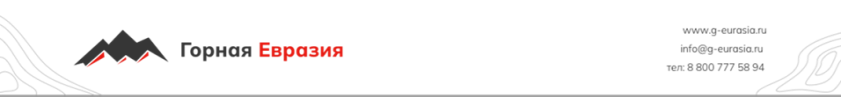 Горная Евразия
www.g-eurasia.ru
info@g-eurasia.ru
тел: 8 800 777 58 94